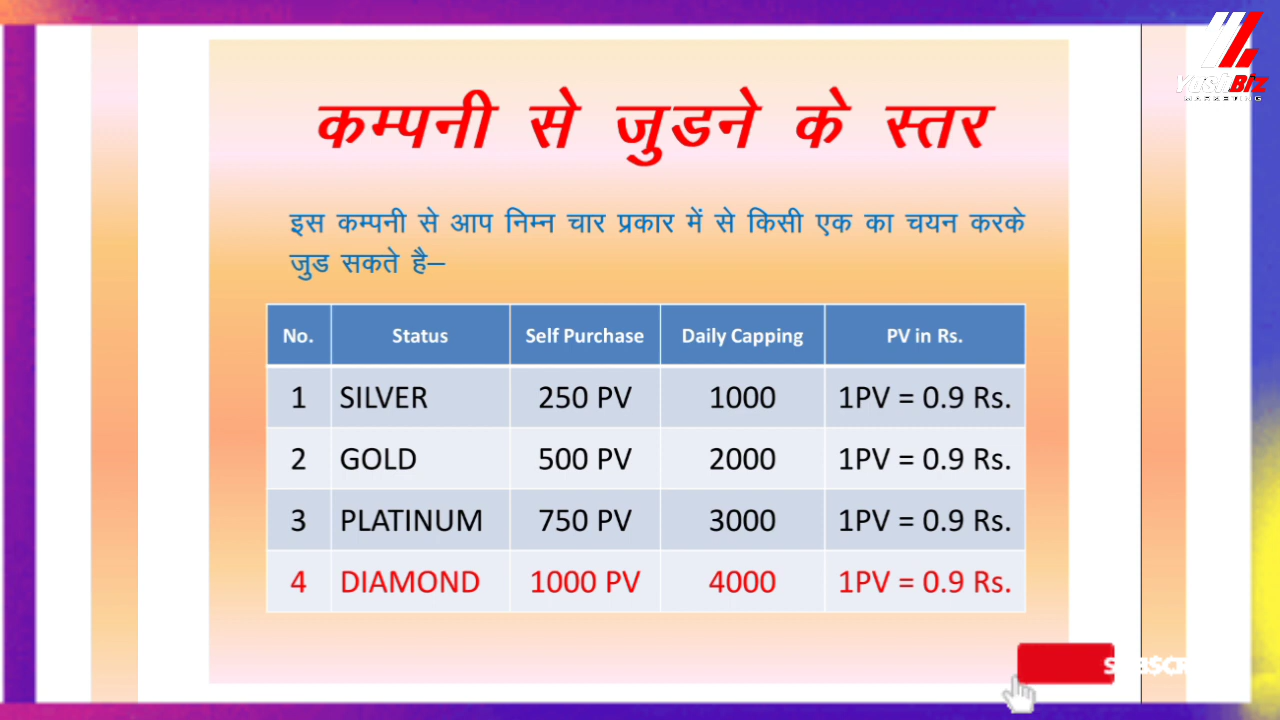 कम्पनी से जुडने के स्तर
इस कम्पनी से आप निम्न चार प्रकार में से किसी एक का चयन करके
जुड सकते है–
No. Status Self Purchase Daily Capping PV in Rs.
1 SILVER 250 PV 1000 1PV = 0.9 Rs.
2 GOLD 500 PV 2000 1PV = 0.9 Rs.
3 PLATINUM 750 PV 3000 1PV = 0.9 Rs.
4 DIAMOND 1000 PV 4000 1PV = 0.9 Rs.
MARKETING